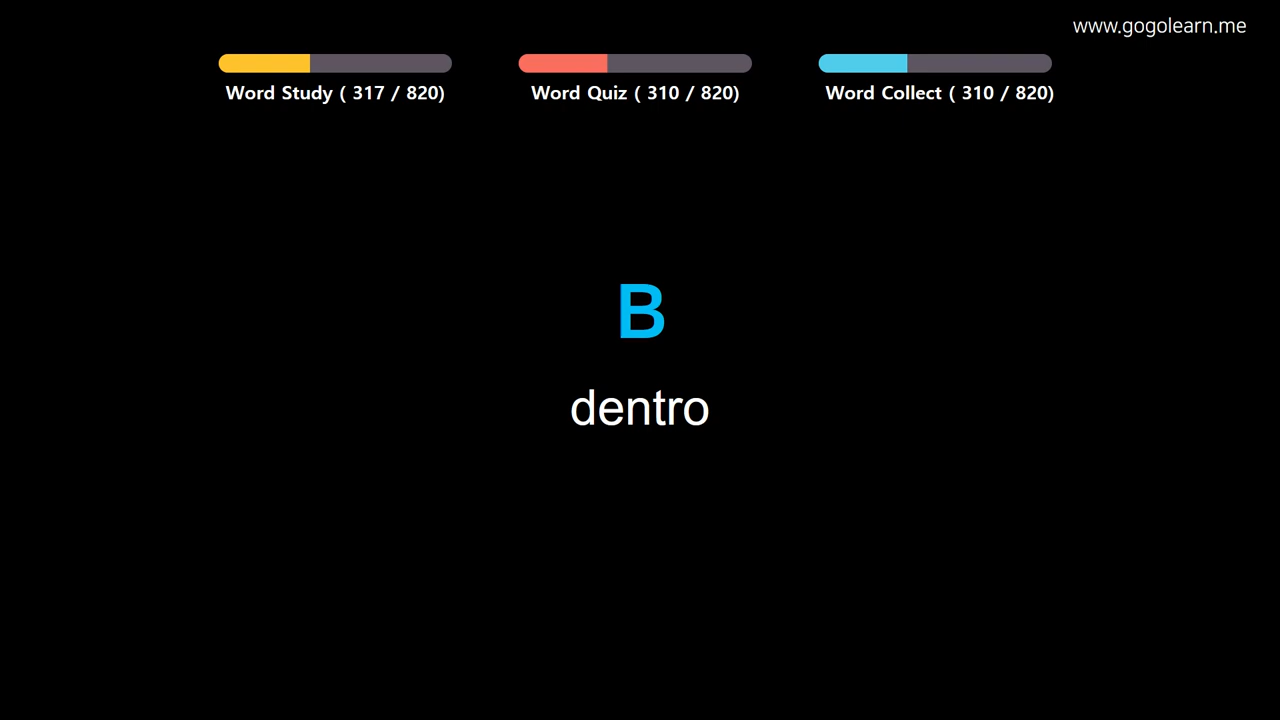 www.gogolearn.me
Word Study ( 317 / 820)
Word Quiz ( 310 / 820)
Word Collect ( 310 / 820)
B
dentro